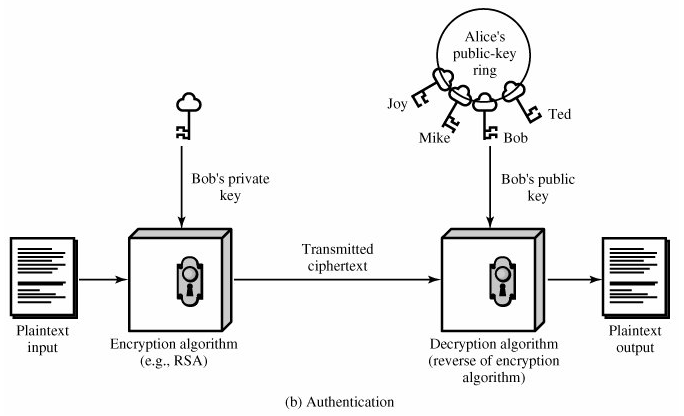 Alice's
public-key
ring
Joy
Mike
Bob
Ted
Bob's private
key
Bob's public
key
Transmitted
ciphertext
Plaintext
input
Encryption algorithm
(e.g., RSA)
Decryption algorithm
(reverse of encryption
algorithm)
Plaintext
output
(b) Authentication